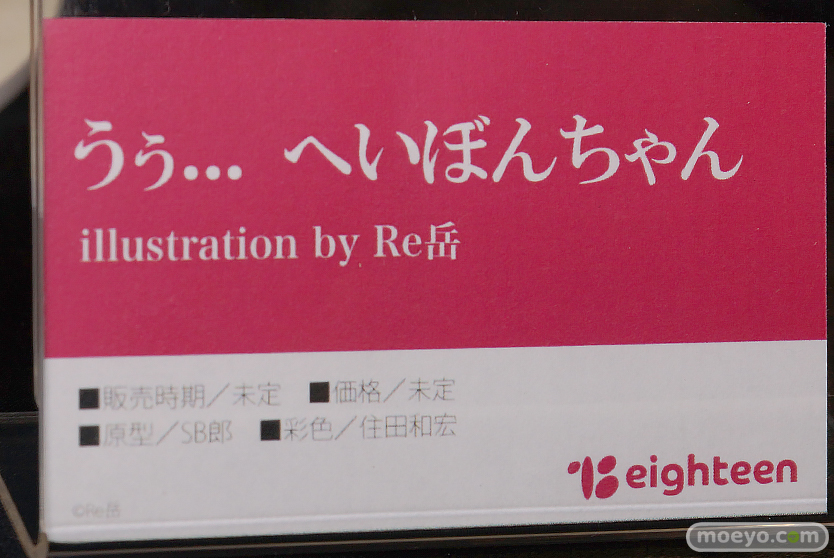 うぅ… へいぼんちゃん
illustration by Re岳
■販売時期／未定 ■価格／未定
■原型／SB郎 ■彩色／住田和宏
eighteen
©Re岳
moeyo.com